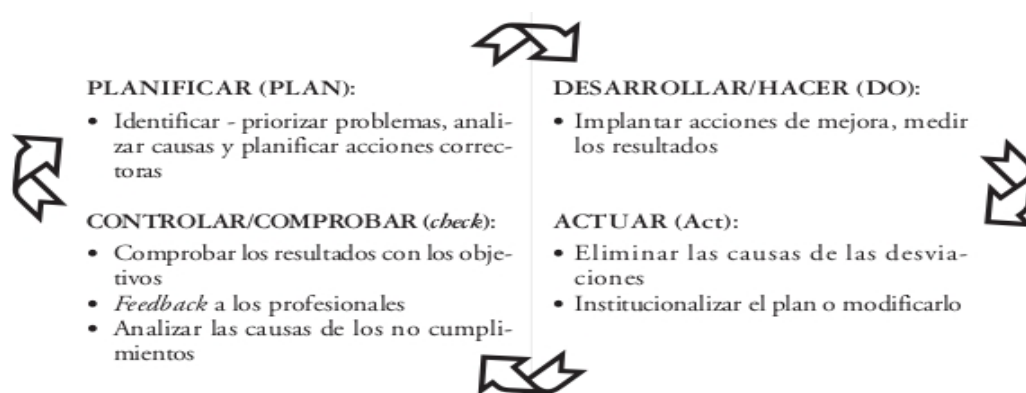 PLANIFICAR (PLAN):
• Identificar - priorizar problemas, anali-
zar causas y planificar acciones correc-
toras
DESARROLLAR/HACER (DO):
• Implantar acciones de mejora, medir
los resultados
CONTROLAR/COMPROBAR (check):
• Comprobar los resultados con los obje-
tivos
• Feedback a los profesionales
• Analizar las causas de los no cumpli-
mientos
ACTUAR (Act):
• Eliminar las causas de las desvia-
ciones
• Institucionalizar el plan o modificarlo